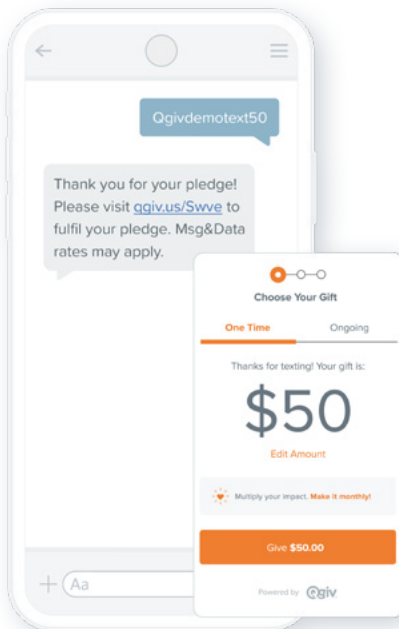 Qgivdemotext50
Thank you for your pledge!
Please visit qgiv.us/Swve to
fulfil your pledge. Msg&Data
rates may apply.
Choose Your Gift
One Time Ongoing
Thanks for texting! Your gift is:
$50
Edit Amount
Multiply your impact. Make it monthly!
Give $50.00
Powered by Qgiv
Aa